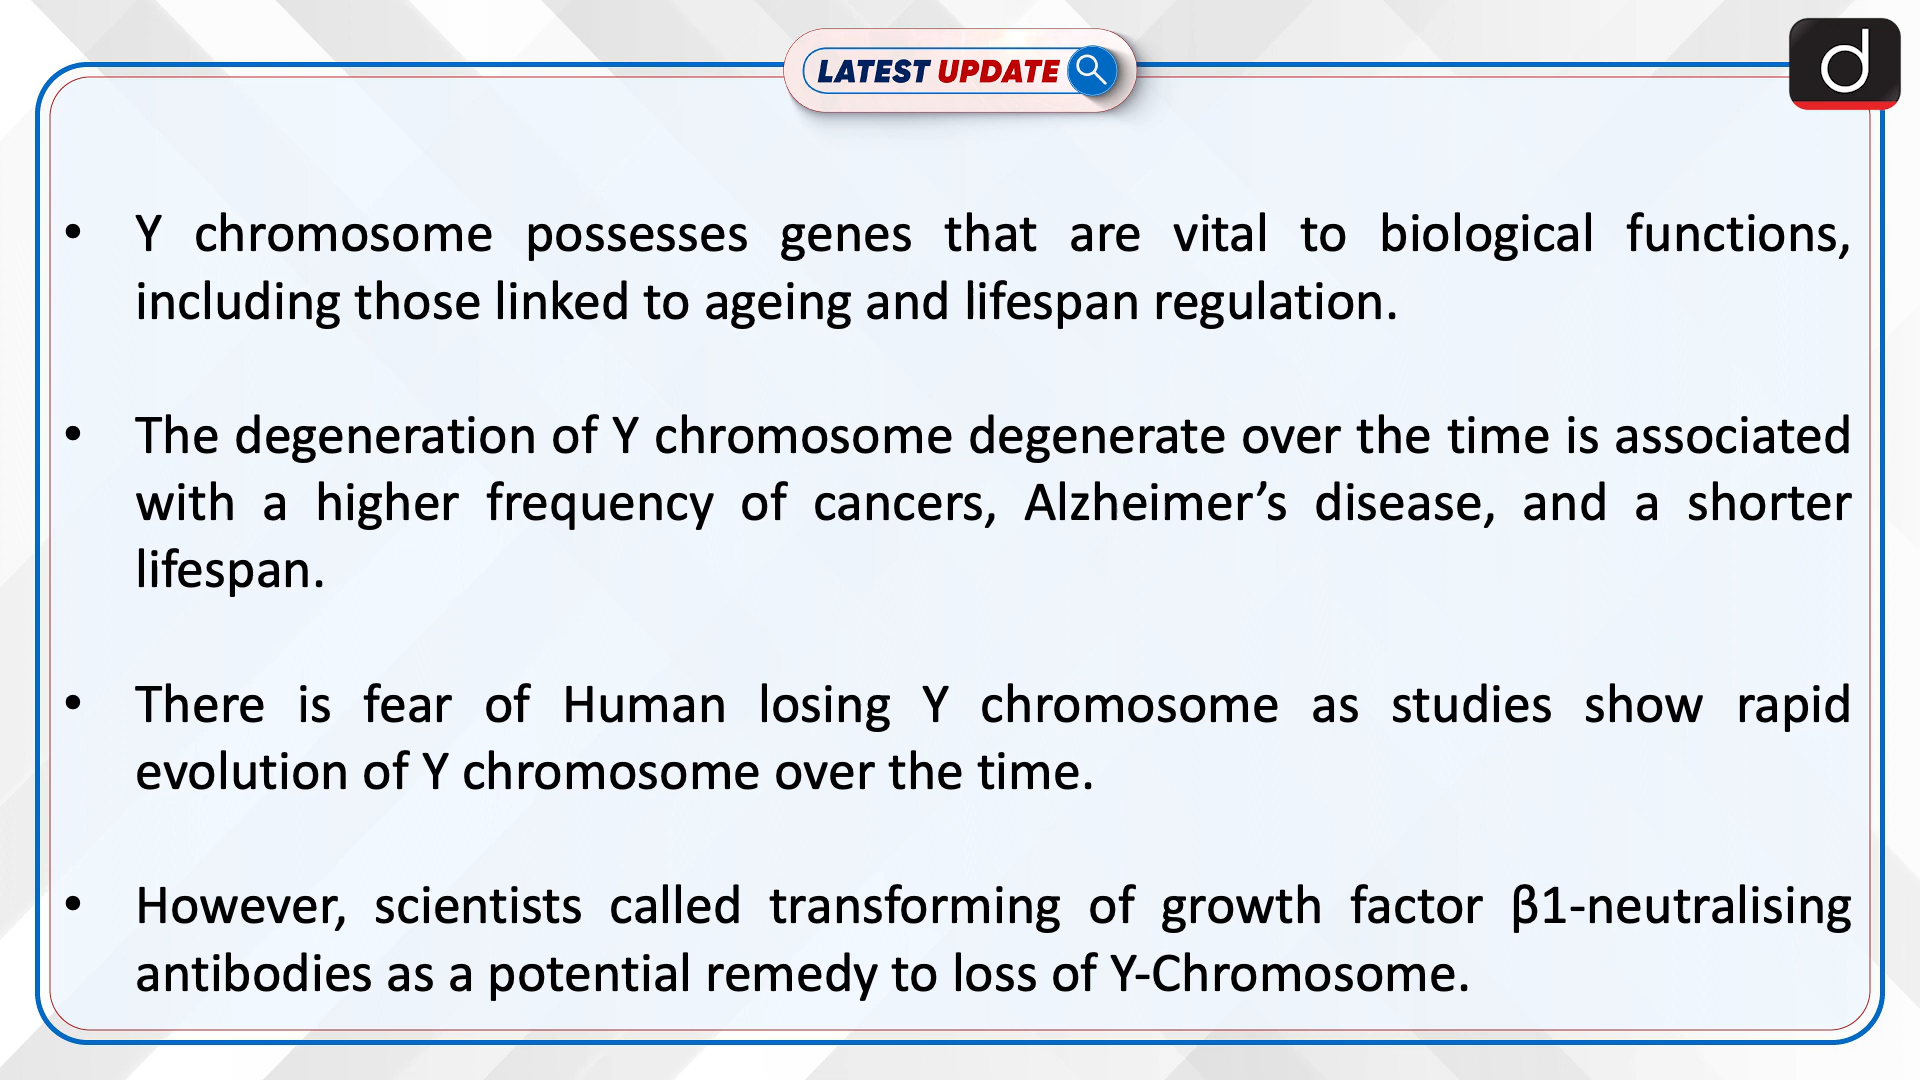 LATEST UPDATE
d
• Y chromosome possesses genes that are vital to biological functions,
including those linked to ageing and lifespan regulation.
• The degeneration of Y chromosome degenerate over the time is associated
with a higher frequency of cancers, Alzheimer’s disease, and a shorter
lifespan.
• There is fear of Human losing Y chromosome as studies show rapid
evolution of Y chromosome over the time.
• However, scientists called transforming of growth factor β1-neutralising
antibodies as a potential remedy to loss of Y-Chromosome.